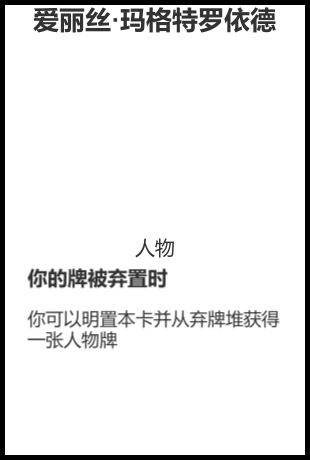 爱丽丝·玛格特罗依德
人物
你的牌被弃置时
你可以明置本卡并从弃牌堆获得
一张人物牌